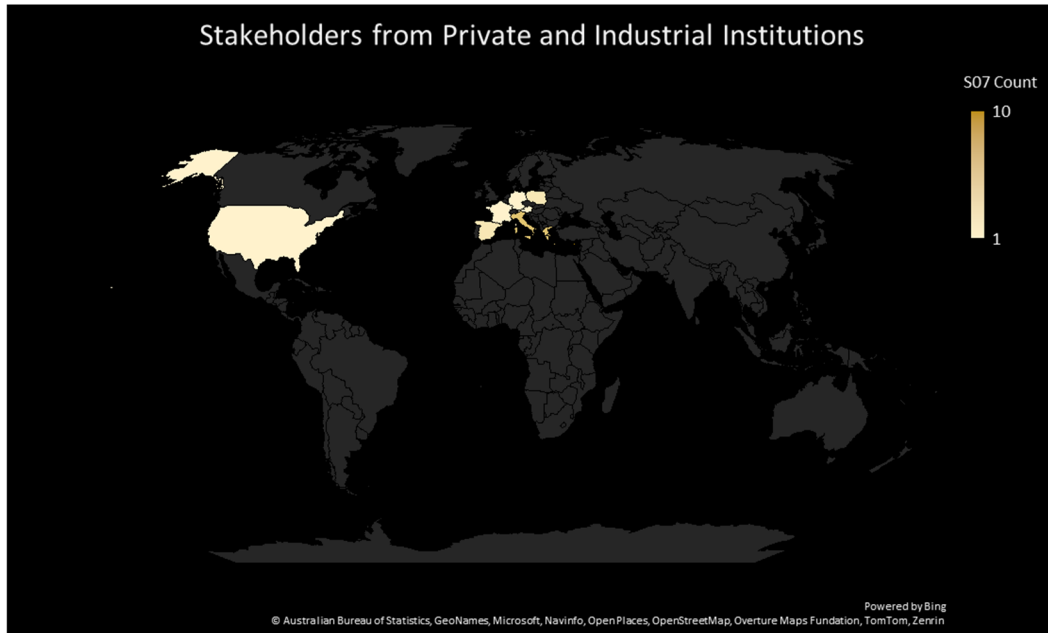 Stakeholders from Private and Industrial Institutions
S07 Count
10
1
Powered by Bing
© Australian Bureau of Statistics, GeoNames, Microsoft, Navinfo, Open Places, OpenStreetMap, Overture Maps Fundation, TomTom, Zenrin